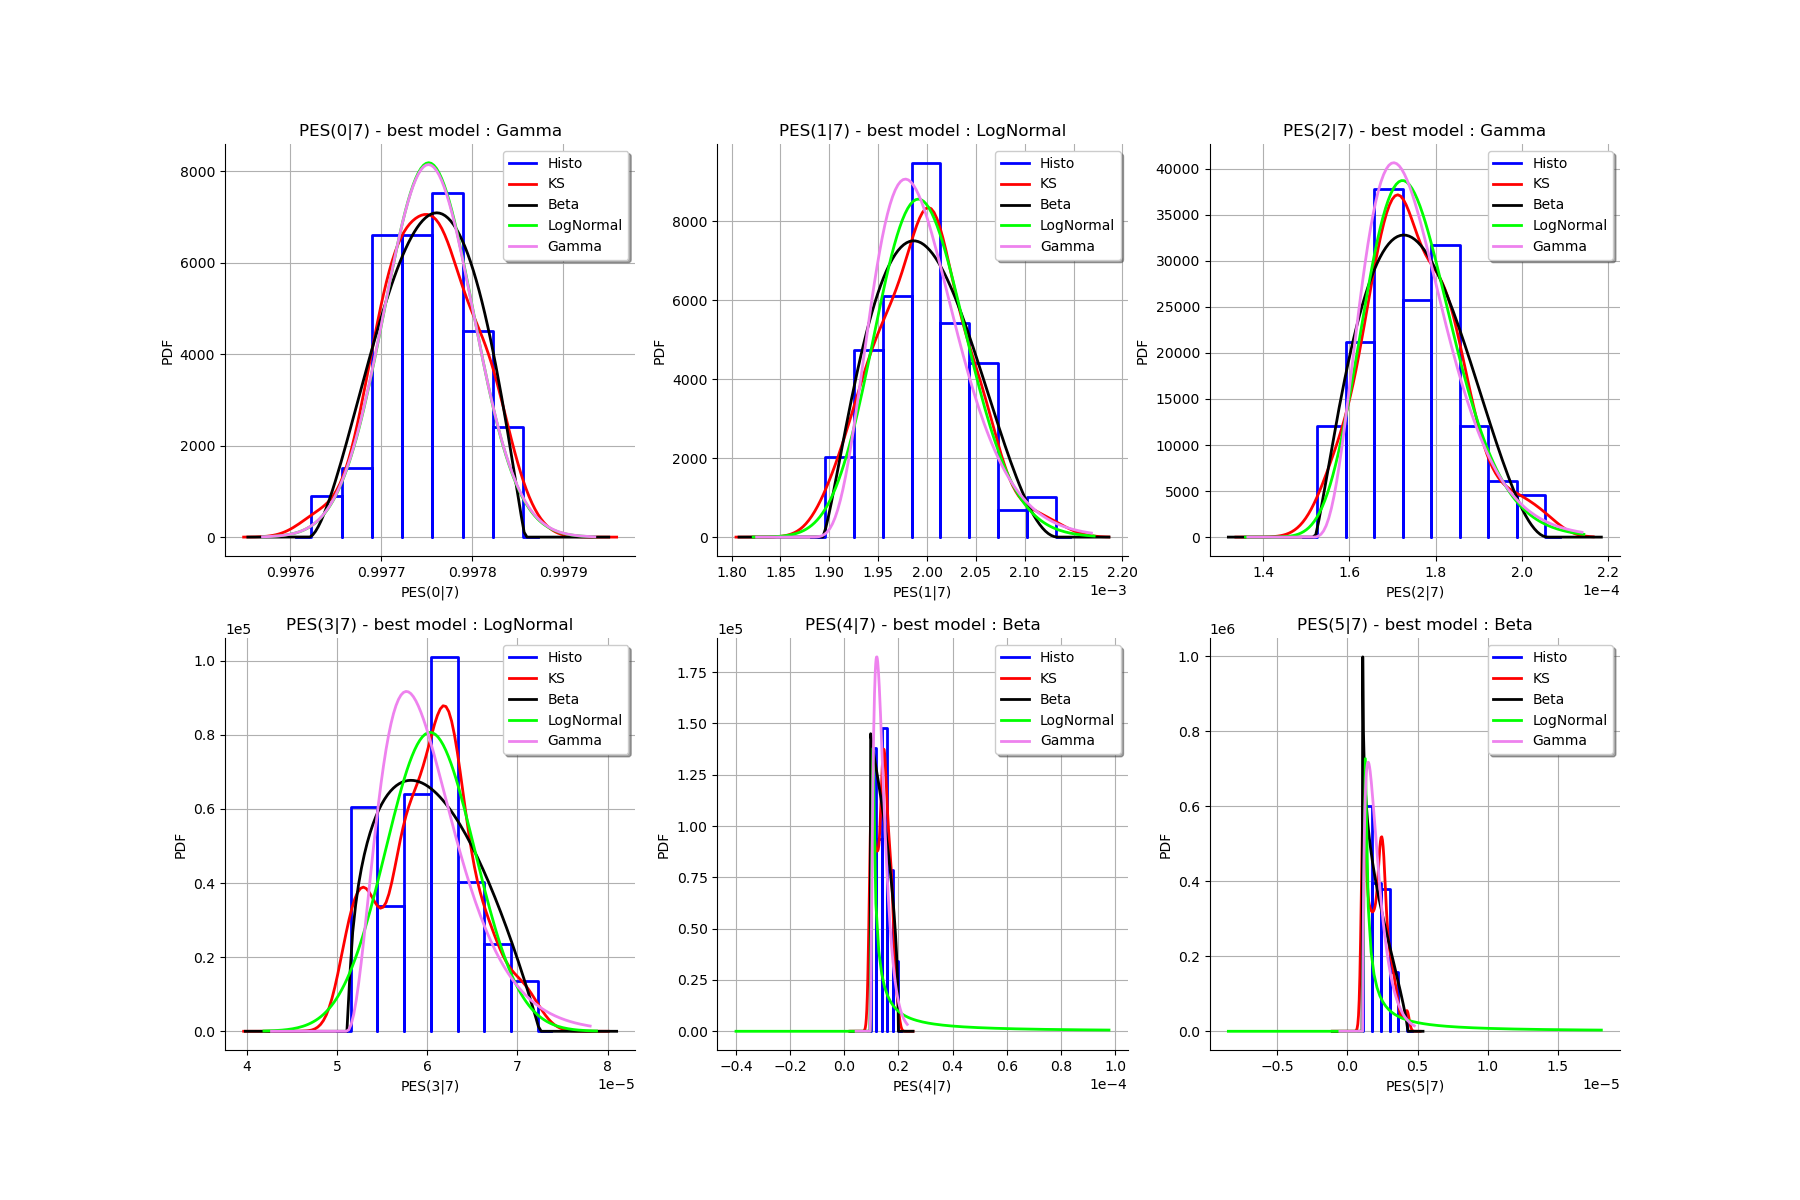 PES(0|7) - best model : Gamma
8000
6000
4000
2000
0
PDF
0.9976
0.9977
0.9978
0.9979
PES(0|7)
Histo
KS
Beta
LogNormal
Gamma
PES(1|7) - best model : LogNormal
8000
6000
4000
2000
0
PDF
1.80
1.85
1.90
1.95
2.00
2.05
2.10
2.15
2.20
1e−3
PES(1|7)
Histo
KS
Beta
LogNormal
Gamma
PES(2|7) - best model : Gamma
40000
35000
30000
25000
20000
15000
10000
5000
0
PDF
1.4
1.6
1.8
2.0
2.2
1e−4
PES(2|7)
Histo
KS
Beta
LogNormal
Gamma
PES(3|7) - best model : LogNormal
1e5
1.0
0.8
0.6
0.4
0.2
0.0
PDF
4
5
6
7
8
1e−5
PES(3|7)
Histo
KS
Beta
LogNormal
Gamma
PES(4|7) - best model : Beta
1e5
1.75
1.50
1.25
1.00
0.75
0.50
0.25
0.00
PDF
−0.4
−0.2
0.0
0.2
0.4
0.6
0.8
1.0
1e−4
PES(4|7)
Histo
KS
Beta
LogNormal
Gamma
PES(5|7) - best model : Beta
1e6
1.0
0.8
0.6
0.4
0.2
0.0
PDF
−0.5
0.0
0.5
1.0
1.5
1e−5
PES(5|7)
Histo
KS
Beta
LogNormal
Gamma